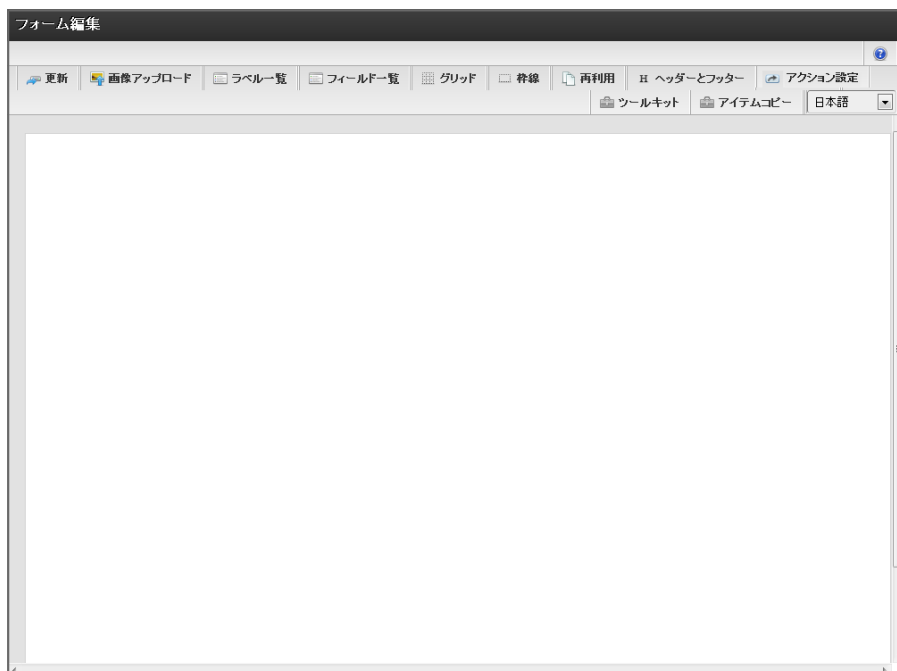 フォーム編集
更新 画像アップロード ラベル一覧 フィールド一覧 グリッド 枠線 再利用 H ヘッダーとフッター アクション設定
ツールキット アイテムコピー 日本語